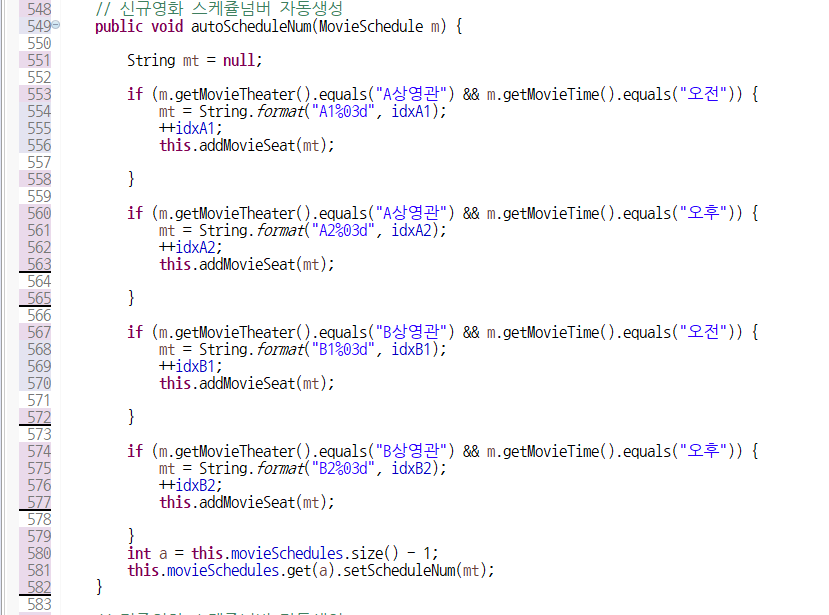 548 // 신규영화 스케쥴넘버 자동생성
549 public void autoScheduleNum(MovieSchedule m) {
550
551 String mt = null;
552
553 if (m.getMovieTheater().equals("A상영관") && m.getMovieTime().equals("오전")) {
554 mt = String.format("A1%03d", idxA1);
555 ++idxA1;
556 this.addMovieSeat(mt);
557
558 }
559
560 if (m.getMovieTheater().equals("A상영관") && m.getMovieTime().equals("오후")) {
561 mt = String.format("A2%03d", idxA2);
562 ++idxA2;
563 this.addMovieSeat(mt);
564
565 }
566
567 if (m.getMovieTheater().equals("B상영관") && m.getMovieTime().equals("오전")) {
568 mt = String.format("B1%03d", idxB1);
569 ++idxB1;
570 this.addMovieSeat(mt);
571
572 }
573
574 if (m.getMovieTheater().equals("B상영관") && m.getMovieTime().equals("오후")) {
575 mt = String.format("B2%03d", idxB2);
576 ++idxB2;
577 this.addMovieSeat(mt);
578
579 }
580 int a = this.movieSchedules.size() - 1;
581 this.movieSchedules.get(a).setScheduleNum(mt);
582 }
583